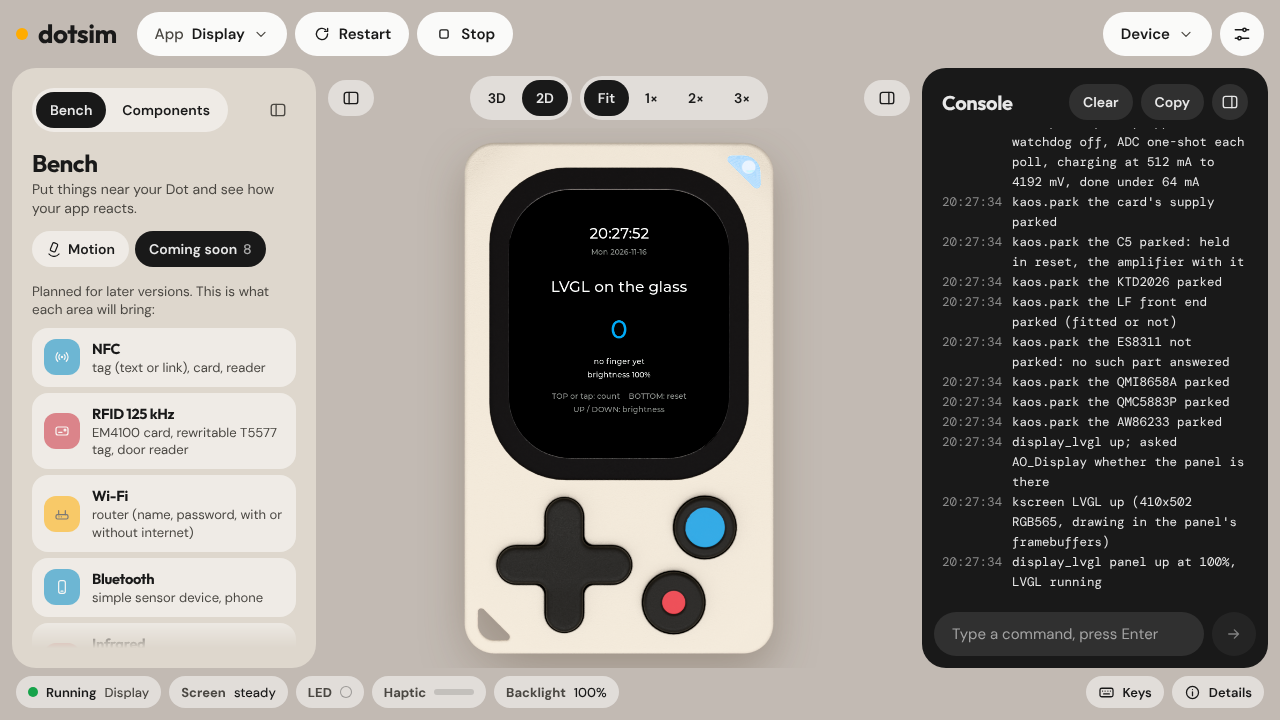 dotsim
App Display
Restart
Stop
Device
Bench
Components
Bench
Put things near your Dot and see how
your app reacts.
Motion
Coming soon 8
Planned for later versions. This is what
each area will bring:
NFC
tag (text or link), card, reader
RFID 125 kHz
EM4100 card, rewritable T5577
tag, door reader
Wi-Fi
router (name, password, with or
without internet)
Bluetooth
simple sensor device, phone
Infrared
3D
2D
Fit
1×
2×
3×
20:27:52
Mon 2026-11-16
LVGL on the glass
0
no finger yet
brightness 100%
TOP or tap: count BOTTOM: reset
UP / DOWN: brightness
Console
Clear
Copy
watchdog off, ADC one-shot each
poll, charging at 512 mA to
4192 mV, done under 64 mA
20:27:34 kaos.park the card's supply
parked
20:27:34 kaos.park the C5 parked: held
in reset, the amplifier with it
20:27:34 kaos.park the KTD2026 parked
20:27:34 kaos.park the LF front end
parked (fitted or not)
20:27:34 kaos.park the ES8311 not
parked: no such part answered
20:27:34 kaos.park the QMI8658A parked
20:27:34 kaos.park the QMC5883P parked
20:27:34 kaos.park the AW86233 parked
20:27:34 display_lvgl up; asked
AO_Display whether the panel is
there
20:27:34 kscreen LVGL up (410x502
RGB565, drawing in the panel's
framebuffers)
20:27:34 display_lvgl panel up at 100%,
LVGL running
Type a command, press Enter
Running Display
Screen steady
LED
Haptic
Backlight 100%
Keys
Details